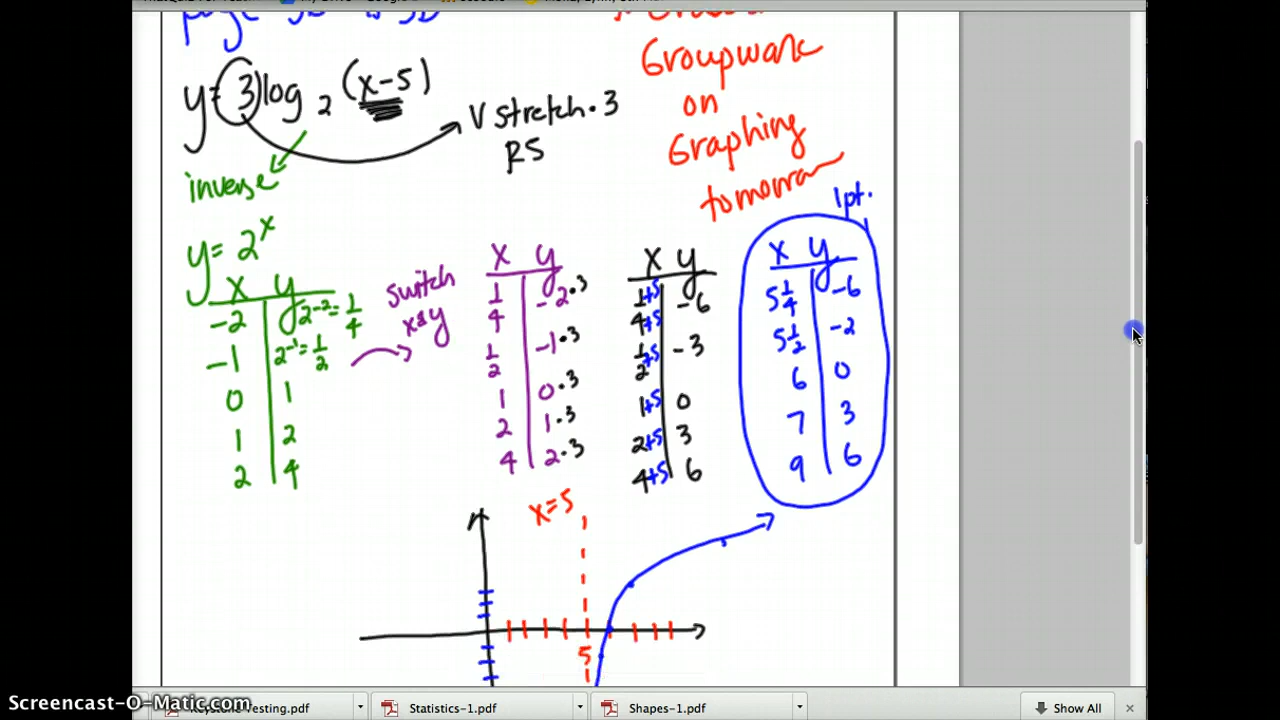 Groupwork
on
Graphing
tomorrow
y= 3log₂(x-5)
V stretch · 3
R5
inverse
y= 2^x
x y
-2 2^-2 = 1/4
-1 2^-1 = 1/2
0 1
1 2
2 4
switch
x & y
x y
1/4 -2 · 3
1/2 -1 · 3
1 0 · 3
2 1 · 3
4 2 · 3
x y
1/4 +5 -6
1/2 +5 -3
1+5 0
2+5 3
4+5 6
1pt.
x y
5 1/4 -6
5 1/2 -2
6 0
7 3
9 6
x=5
5
Screencast-O-Matic.com
Testing.pdf
Statistics-1.pdf
Shapes-1.pdf
Show All